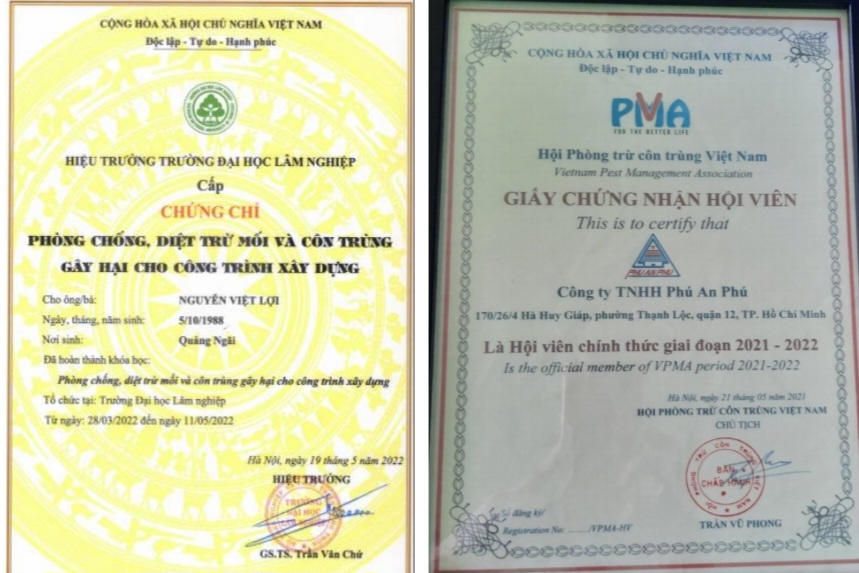 CỘNG HÒA XÃ HỘI CHỦ NGHĨA VIỆT NAM
Độc lập - Tự do - Hạnh phúc
HIỆU TRƯỞNG TRƯỜNG ĐẠI HỌC LÂM NGHIỆP
Cấp
CHỨNG CHỈ
PHÒNG CHỐNG, DIỆT TRỪ MỐI VÀ CÔN TRÙNG
GÂY HẠI CHO CÔNG TRÌNH XÂY DỰNG
Cho ông/bà: NGUYỄN VIỆT LỢI
Ngày, tháng, năm sinh: 5/10/1988
Nơi sinh: Quảng Ngãi
Đã hoàn thành khóa học:
Phòng chống, diệt trừ mối và côn trùng gây hại cho công trình xây dựng
Tổ chức tại: Trường Đại học Lâm nghiệp
Từ ngày: 28/03/2022 đến ngày 11/05/2022
Hà Nội, ngày 19 tháng 5 năm 2022
HIỆU TRƯỞNG
TRƯỜNG
ĐẠI HỌC
LÂM NGHIỆP
GS.TS. Trần Văn Chứ
CỘNG HÒA XÃ HỘI CHỦ NGHĨA VIỆT NAM
Độc lập - Tự do - Hạnh phúc
PMA
FOR THE BETTER LIFE
Hội Phòng trừ côn trùng Việt Nam
Vietnam Pest Management Association
GIẤY CHỨNG NHẬN HỘI VIÊN
This is to certify that
PHU AN PHU
Công ty TNHH Phú An Phú
170/26/4 Hà Huy Giáp, phường Thạnh Lộc, quận 12, TP. Hồ Chí Minh
Là Hội viên chính thức giai đoạn 2021 - 2022
Is the official member of VPMA period 2021-2022
Hà Nội, ngày 21 tháng 05 năm 2021
HỘI PHÒNG TRỪ CÔN TRÙNG VIỆT NAM
CHỦ TỊCH
BAN
CHẤP HÀNH
Số đăng ký/
Registration No: ......../VPMA-HV
TRẦN VŨ PHONG